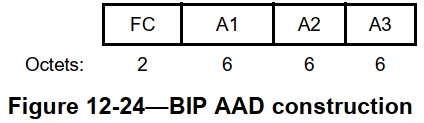 FC A1 A2 A3
Octets: 2 6 6 6
Figure 12-24—BIP AAD construction